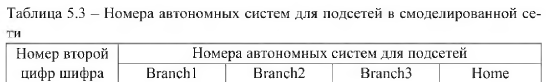 Таблица 5.3 – Номера автономных систем для подсетей в смоделированной се-
ти
Номер второй
цифр шифра
Номера автономных систем для подсетей
Branch1 Branch2 Branch3 Home